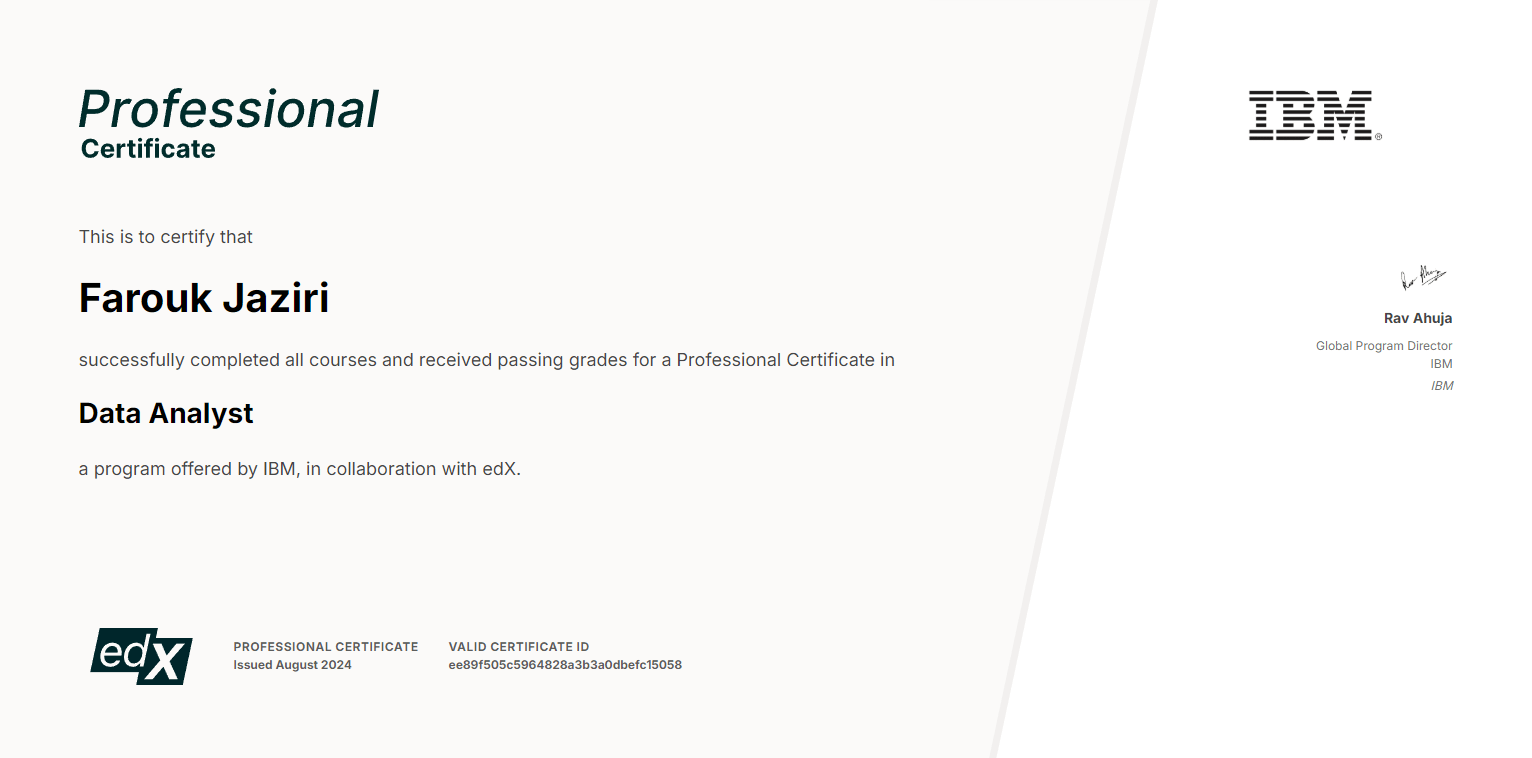 Professional
Certificate
This is to certify that
Farouk Jaziri
successfully completed all courses and received passing grades for a Professional Certificate in
Data Analyst
a program offered by IBM, in collaboration with edX.
edX
PROFESSIONAL CERTIFICATE
Issued August 2024
VALID CERTIFICATE ID
ee89f505c5964828a3b3a0dbefc15058
IBM®
Rav Ahuja
Rav Ahuja
Global Program Director
IBM
IBM